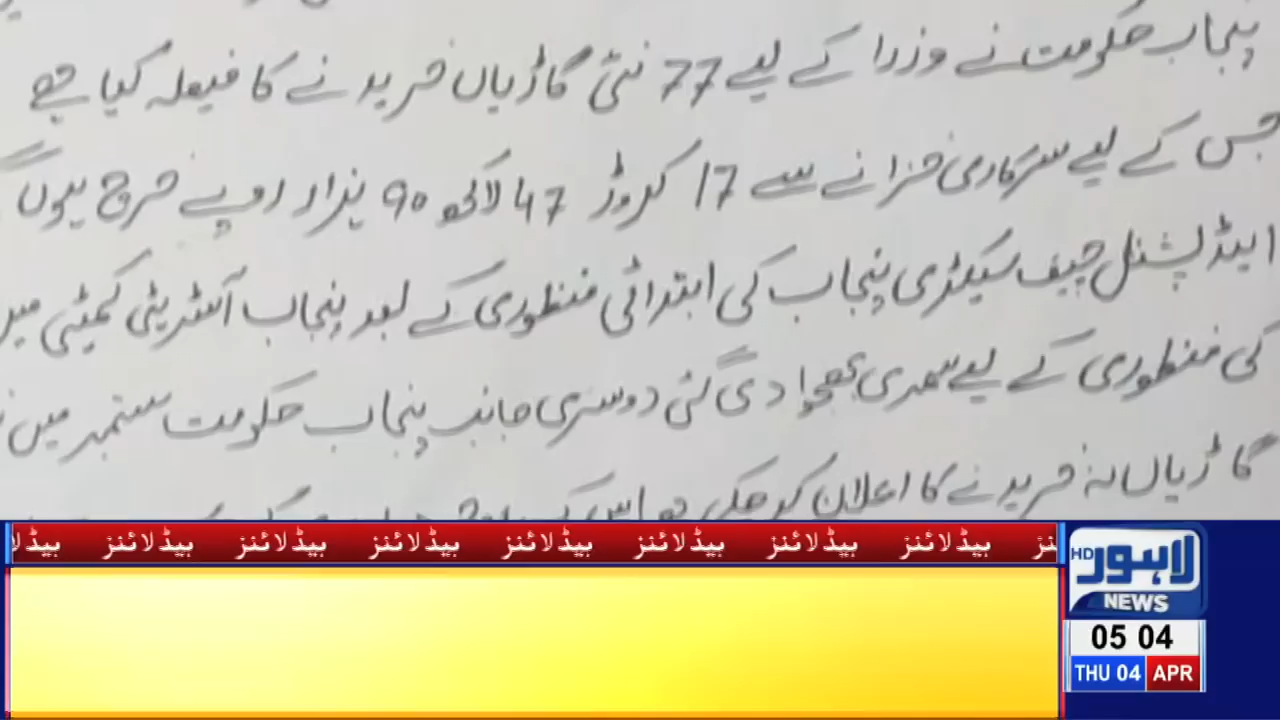 پنجاب حکومت نے وزرا کے لیے 77 نئی گاڑیاں خریدنے کا فیصلہ کیا ہے
جس کے لیے سرکاری خزانے سے 17 کروڑ 47 لاکھ 90 ہزار روپے خرچ ہوں گے
ایڈیشنل چیف سیکٹری پنجاب کی ابتدائی منظوری کے بعد پنجاب آسٹریٹی کمیٹی میں
کی منظوری کے لیے سمری بھجوا دی گئی دوسری جانب پنجاب حکومت ستمبر میں
گاڑیاں نہ خریدنے کا اعلان کر چکی
ہیڈلائنز ہیڈلائنز ہیڈلائنز ہیڈلائنز ہیڈلائنز ہیڈلائنز ہیڈلائنز
لاہور HD
NEWS
05 04
THU 04 APR